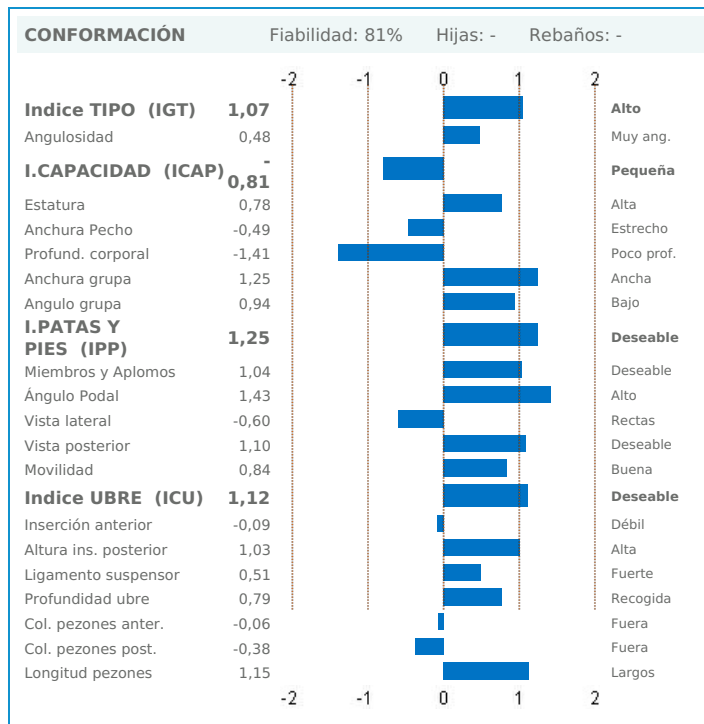 CONFORMACIÓN Fiabilidad: 81% Hijas: - Rebaños: -
-2 -1 0 1 2
Indice TIPO (IGT) 1,07 Alto
Angulosidad 0,48 Muy ang.
I.CAPACIDAD (ICAP) -0,81 Pequeña
Estatura 0,78 Alta
Anchura Pecho -0,49 Estrecho
Profund. corporal -1,41 Poco prof.
Anchura grupa 1,25 Ancha
Angulo grupa 0,94 Bajo
I.PATAS Y
PIES (IPP) 1,25 Deseable
Miembros y Aplomos 1,04 Deseable
Ángulo Podal 1,43 Alto
Vista lateral -0,60 Rectas
Vista posterior 1,10 Deseable
Movilidad 0,84 Buena
Indice UBRE (ICU) 1,12 Deseable
Inserción anterior -0,09 Débil
Altura ins. posterior 1,03 Alta
Ligamento suspensor 0,51 Fuerte
Profundidad ubre 0,79 Recogida
Col. pezones anter. -0,06 Fuera
Col. pezones post. -0,38 Fuera
Longitud pezones 1,15 Largos
-2 -1 0 1 2